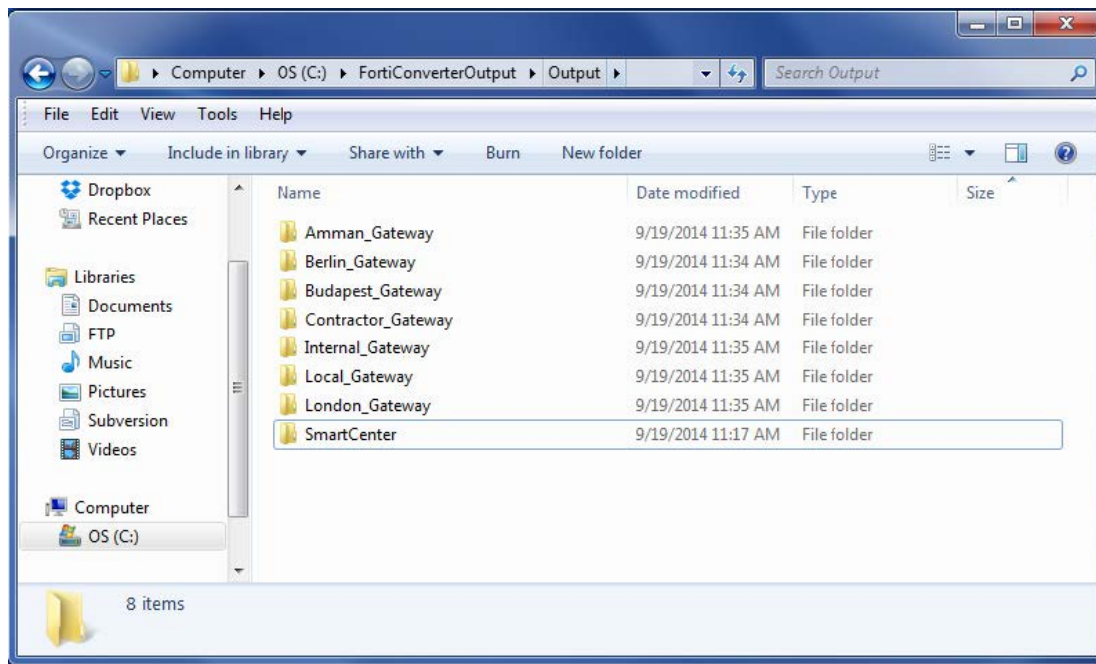 Computer OS (C:) FortiConverterOutput Output Search Output
File Edit View Tools Help
Organize Include in library Share with Burn New folder
Dropbox
Recent Places
Libraries
Documents
FTP
Music
Pictures
Subversion
Videos
Computer
OS (C:)
Name Date modified Type Size
Amman_Gateway 9/19/2014 11:35 AM File folder
Berlin_Gateway 9/19/2014 11:34 AM File folder
Budapest_Gateway 9/19/2014 11:34 AM File folder
Contractor_Gateway 9/19/2014 11:34 AM File folder
Internal_Gateway 9/19/2014 11:35 AM File folder
Local_Gateway 9/19/2014 11:35 AM File folder
London_Gateway 9/19/2014 11:35 AM File folder
SmartCenter 9/19/2014 11:17 AM File folder
8 items